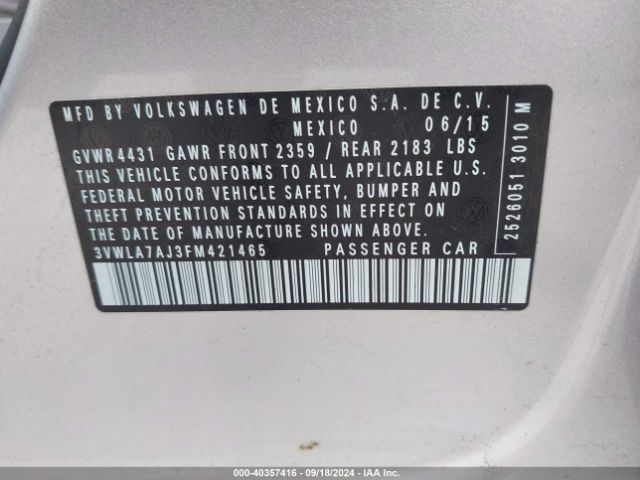 MFD BY VOLKSWAGEN DE MEXICO S.A. DE C.V.
MEXICO 06/15
GVWR 4431 GAWR FRONT 2359 / REAR 2183 LBS
THIS VEHICLE CONFORMS TO ALL APPLICABLE U.S.
FEDERAL MOTOR VEHICLE SAFETY, BUMPER AND
THEFT PREVENTION STANDARDS IN EFFECT ON
THE DATE OF MANUFACTURE SHOWN ABOVE.
3VWLA7AJ3FM421465 PASSENGER CAR
2526051 3010 M
000-40357416 - 09/18/2024 - IAA Inc.